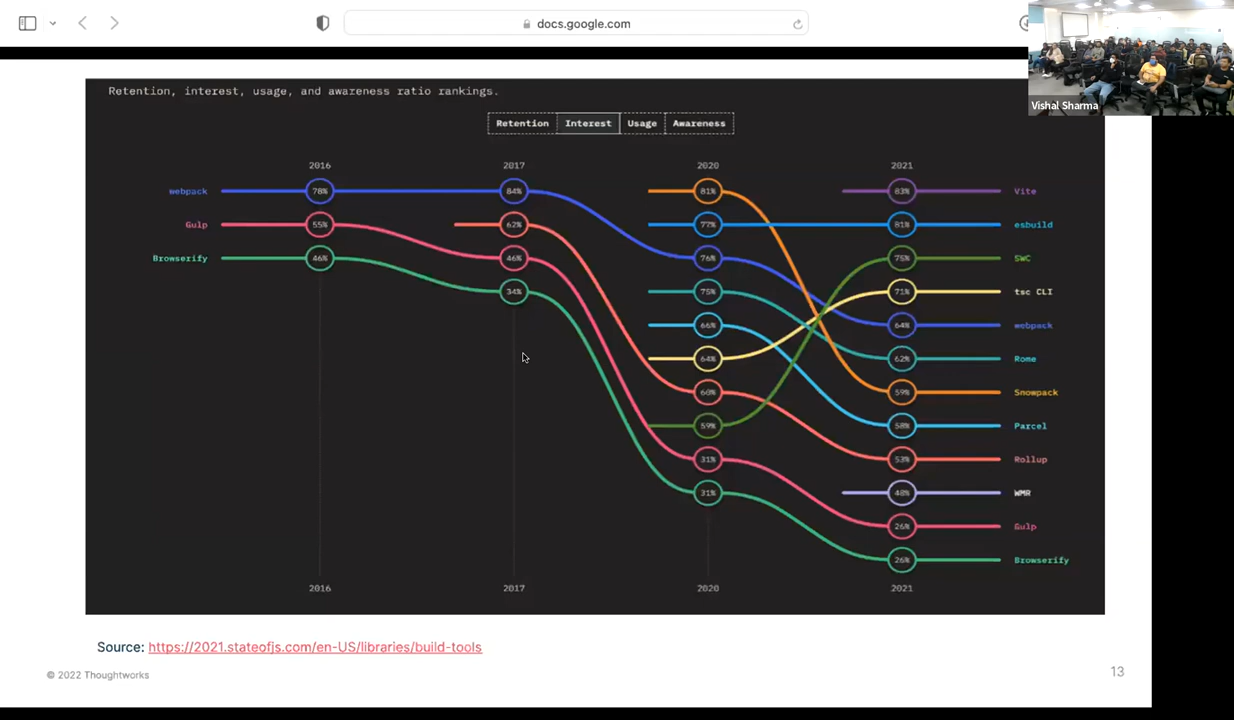 docs.google.com
Vishal Sharma
Retention, interest, usage, and awareness ratio rankings.
Retention Interest Usage Awareness
2016 2017 2020 2021
webpack 78% 84% 81% 83% Vite
Gulp 55% 62% 77% 81% esbuild
Browserify 46% 46% 76% 75% SWC
34% 75% 71% tsc CLI
66% 64% webpack
64% 62% Rome
60% 59% Snowpack
59% 58% Parcel
31% 53% Rollup
31% 48% WMR
26% Gulp
26% Browserify
2016 2017 2020 2021
Source: https://2021.stateofjs.com/en-US/libraries/build-tools
© 2022 Thoughtworks
13